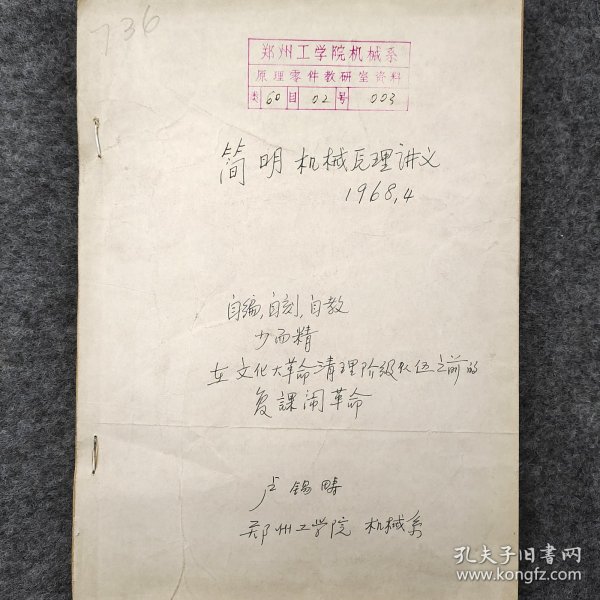 736
郑州工学院机械系
原理零件教研室资料
类 60 目 02 号 003
简明机械原理讲义
1968.4
自编,自刻,自教
少而精
在文化大革命清理阶级队伍之前的
复課闹革命
卢锡畴
郑州工学院 机械系
孔夫子旧书网
www.kongfz.com